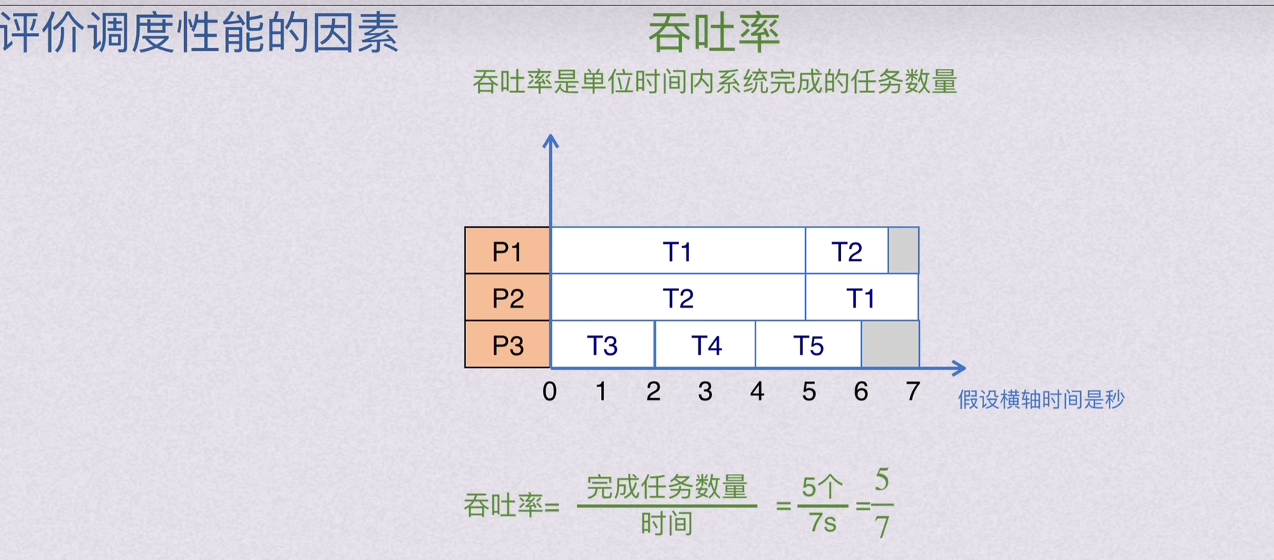 评价调度性能的因素
吞吐率
吞吐率是单位时间内系统完成的任务数量
P1 T1 T2
P2 T2 T1
P3 T3 T4 T5
0 1 2 3 4 5 6 7
假设横轴时间是秒
吞吐率= 完成任务数量 / 时间 = 5个 / 7s = 5 / 7